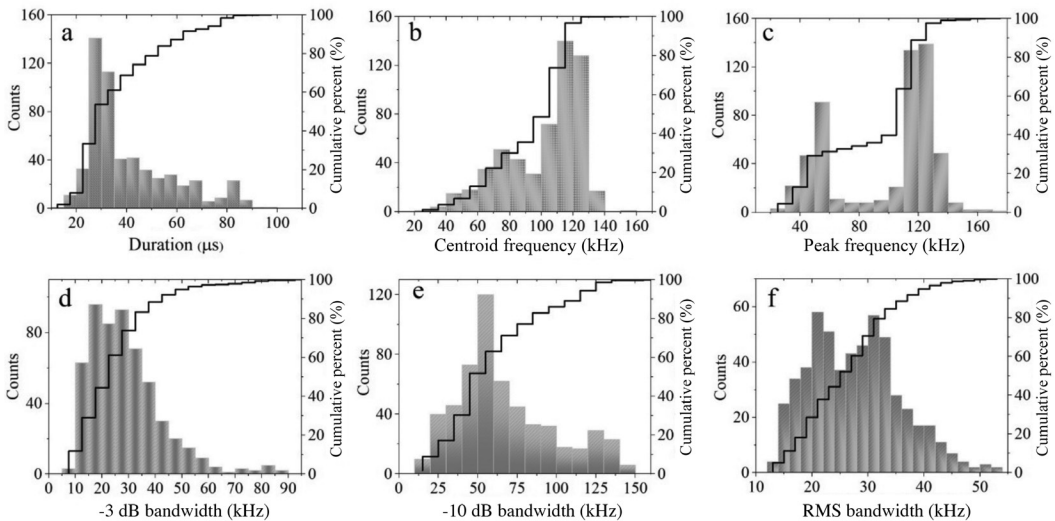 a
160
120
80
40
0
Counts
100
80
60
40
20
0
Cumulative percent (%)
20 40 60 80 100
Duration (μs)
b
160
120
80
40
0
Counts
100
80
60
40
20
0
Cumulative percent (%)
20 40 60 80 100 120 140 160
Centroid frequency (kHz)
c
160
120
80
40
0
Counts
100
80
60
40
20
0
Cumulative percent (%)
40 80 120 160
Peak frequency (kHz)
d
80
40
0
Counts
100
80
60
40
20
0
Cumulative percent (%)
0 10 20 30 40 50 60 70 80 90
-3 dB bandwidth (kHz)
e
120
80
40
0
Counts
100
80
60
40
20
0
Cumulative percent (%)
0 25 50 75 100 125 150
-10 dB bandwidth (kHz)
f
60
40
20
0
Counts
100
80
60
40
20
0
Cumulative percent (%)
10 20 30 40 50
RMS bandwidth (kHz)